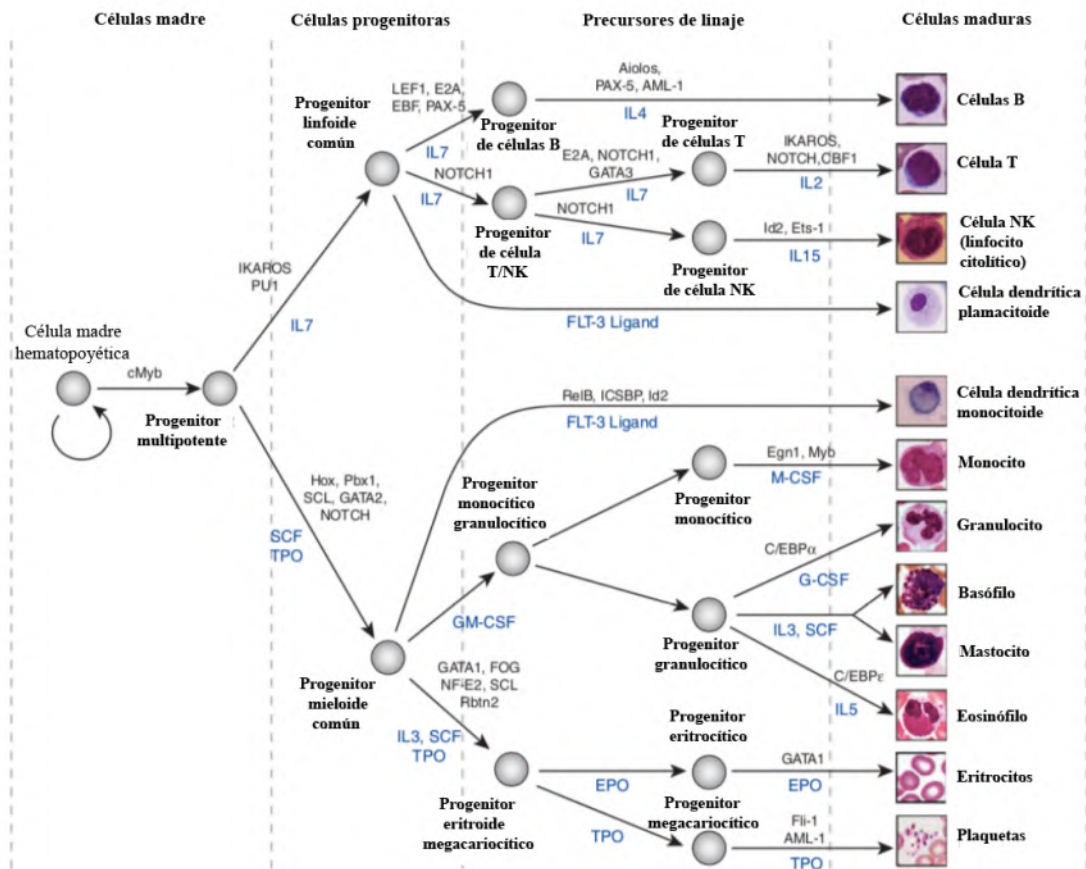 Células madre
Células progenitoras
Precursores de linaje
Células maduras
LEF1, E2A,
EBF, PAX-5
Aiolos,
PAX-5, AML-1
Progenitor
linfoide
común
IL7
Progenitor
de células B
IL4
Células B
NOTCH1
IL7
E2A, NOTCH1,
GATA3
IL7
Progenitor
de células T
IKAROS,
NOTCH,CBF1
IL2
Célula T
Progenitor
de célula
T/NK
NOTCH1
IL7
Progenitor
de célula NK
Id2, Ets-1
IL15
Célula NK
(linfocito
citolítico)
IKAROS
PU1
IL7
FLT-3 Ligand
Célula dendrítica
plamacitoide
Célula madre
hematopoyética
cMyb
Progenitor
multipotente
RelB, ICSBP, Id2
FLT-3 Ligand
Célula dendrítica
monocitoide
Hox, Pbx1,
SCL, GATA2,
NOTCH
SCF
TPO
Progenitor
monocítico
granulocítico
Progenitor
monocítico
Egn1, Myb
M-CSF
Monocito
GM-CSF
C/EBPα
G-CSF
Granulocito
Progenitor
granulocítico
IL3, SCF
Basófilo
Mastocito
C/EBPε
IL5
Eosinófilo
Progenitor
mieloide
común
GATA1, FOG
NF-E2, SCL
Rbtn2
IL3, SCF
TPO
Progenitor
eritroide
megacariocítico
EPO
Progenitor
eritrocítico
GATA1
EPO
Eritrocitos
TPO
Progenitor
megacariocítico
Fli-1
AML-1
TPO
Plaquetas